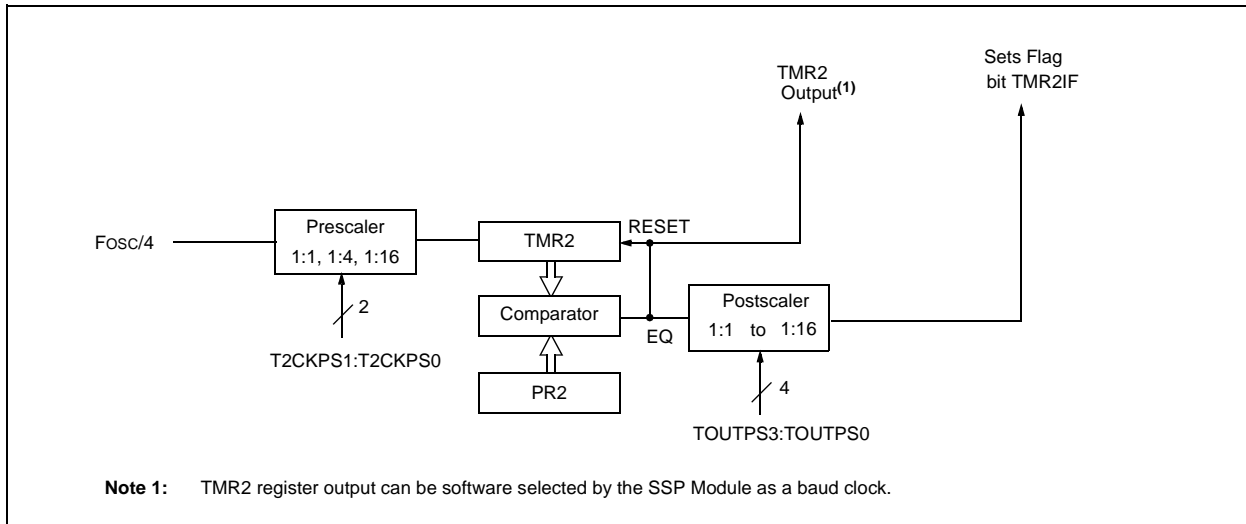 Sets Flag
bit TMR2IF
TMR2
Output(1)
RESET
Prescaler
1:1, 1:4, 1:16
FOSC/4
TMR2
2
T2CKPS1:T2CKPS0
Comparator
EQ
PR2
Postscaler
1:1 to 1:16
4
TOUTPS3:TOUTPS0
Note 1: TMR2 register output can be software selected by the SSP Module as a baud clock.